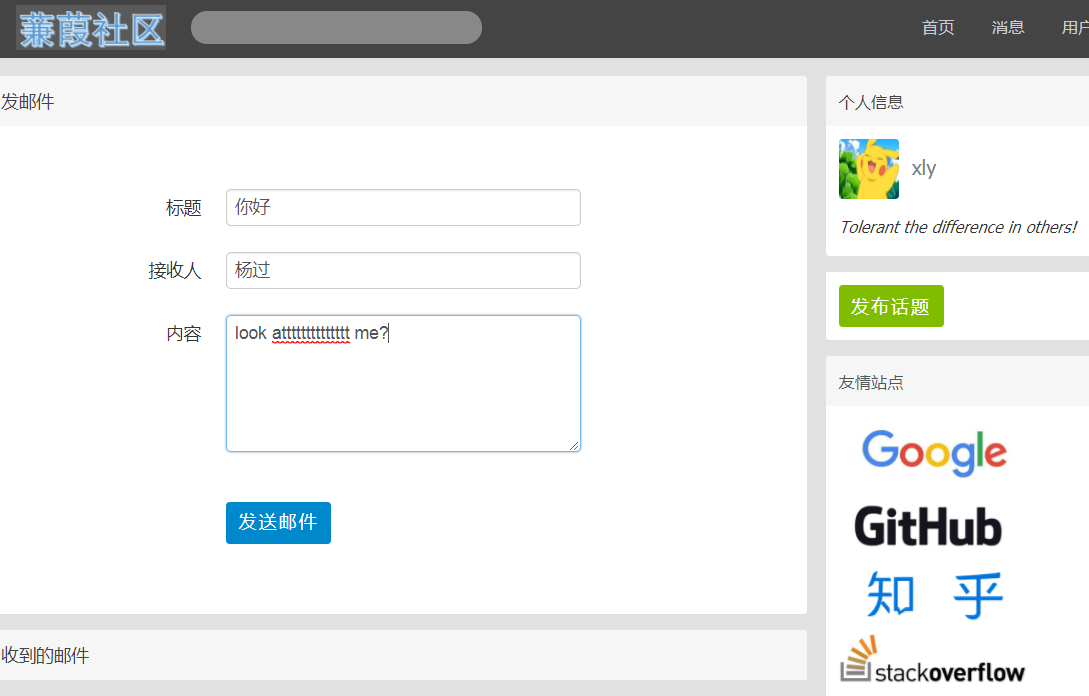 蒹葭社区
首页 消息 用户
发邮件
标题 你好
接收人 杨过
内容 look atttttttttttttt me?
发送邮件
收到的邮件
个人信息
xly
Tolerant the difference in others!
发布话题
友情站点
Google
GitHub
知 乎
stackoverflow